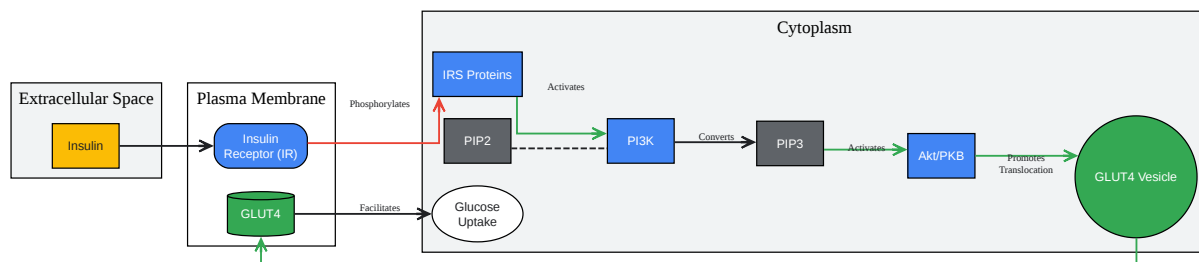 Cytoplasm
IRS Proteins
Activates
Extracellular Space
Plasma Membrane
Phosphorylates
Insulin
Insulin
Receptor (IR)
PIP2
PI3K
Converts
PIP3
Activates
Akt/PKB
Promotes
Translocation
GLUT4 Vesicle
GLUT4
Facilitates
Glucose
Uptake